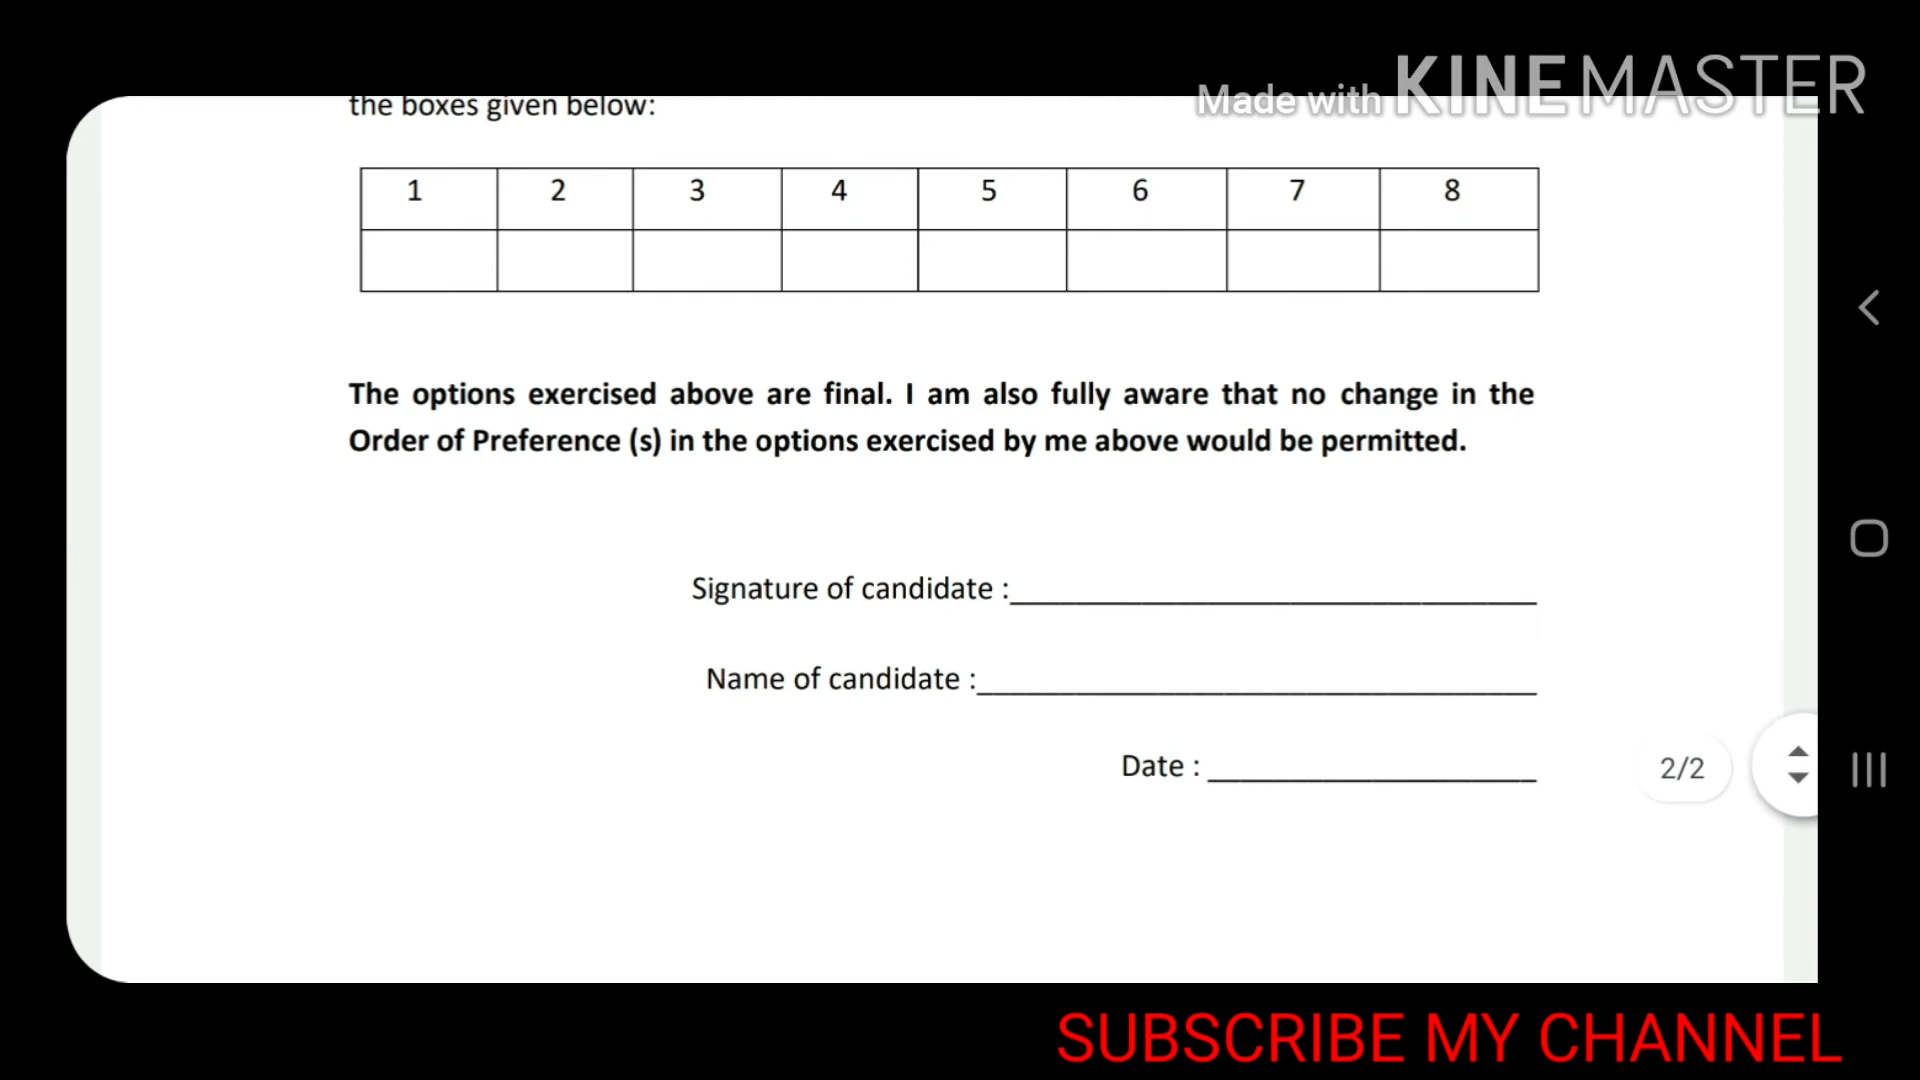 Made with KINEMASTER
the boxes given below:
1 2 3 4 5 6 7 8
The options exercised above are final. I am also fully aware that no change in the
Order of Preference (s) in the options exercised by me above would be permitted.
Signature of candidate :
Name of candidate :
Date :
2/2
SUBSCRIBE MY CHANNEL